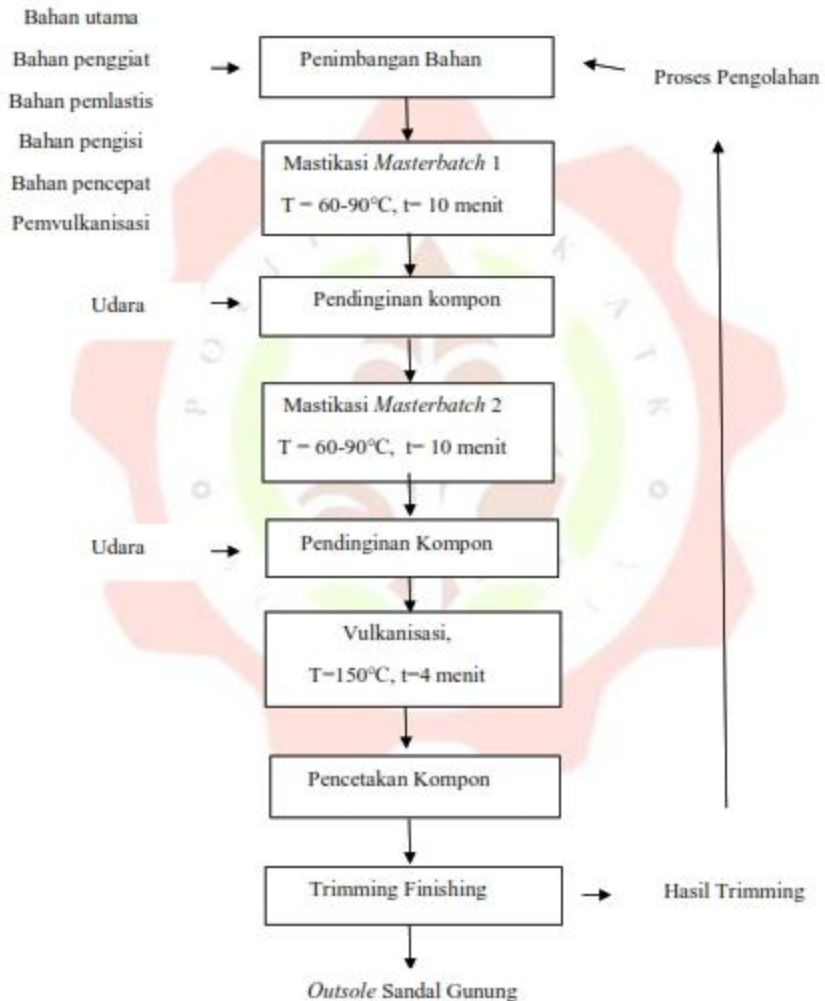 Bahan utama
Bahan penggiat
Bahan pemlastis
Bahan pengisi
Bahan pencepat
Pemvulkanisasi
Penimbangan Bahan
Proses Pengolahan
Mastikasi Masterbatch 1
T = 60-90°C, t= 10 menit
Udara
Pendinginan kompon
Mastikasi Masterbatch 2
T = 60-90°C, t= 10 menit
Udara
Pendinginan Kompon
Vulkanisasi,
T=150°C, t=4 menit
Pencetakan Kompon
Trimming Finishing
Hasil Trimming
Outsole Sandal Gunung